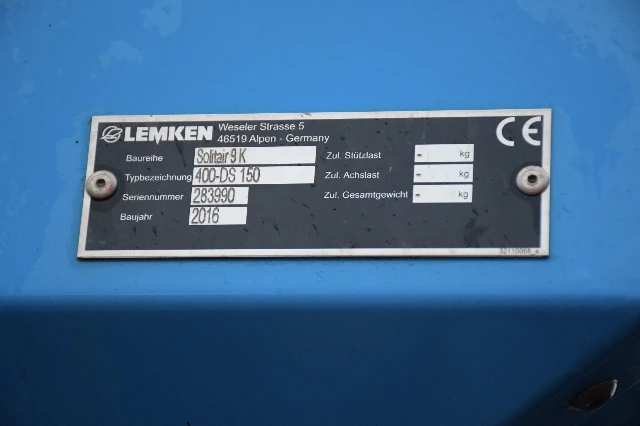 LEMKEN Weseler Strasse 5
46519 Alpen - Germany
CE
Baureihe Solitair 9 K Zul. Stützlast - kg
Typbezeichnung 400-DS 150 Zul. Achslast - kg
Seriennummer 283990 Zul. Gesamtgewicht - kg
Baujahr 2016